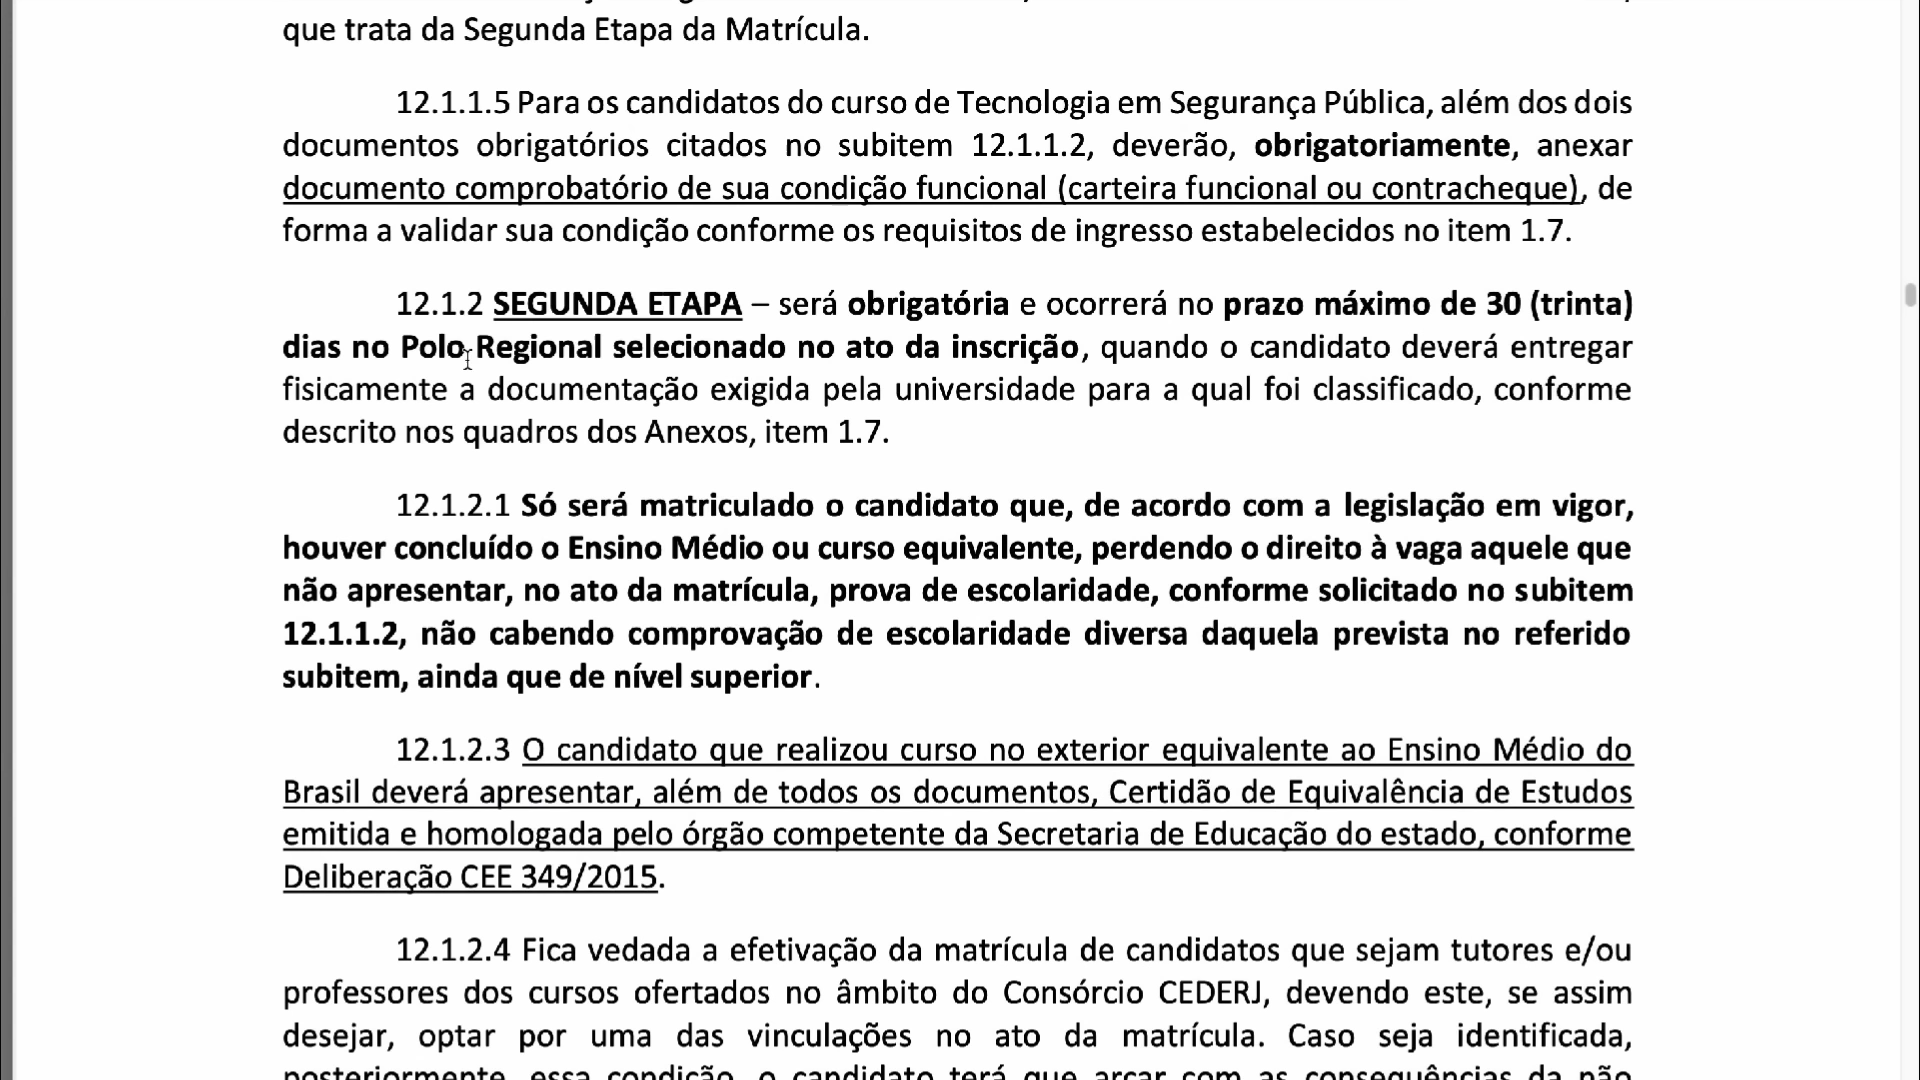 que trata da Segunda Etapa da Matrícula.
12.1.1.5 Para os candidatos do curso de Tecnologia em Segurança Pública, além dos dois
documentos obrigatórios citados no subitem 12.1.1.2, deverão, obrigatoriamente, anexar
documento comprobatório de sua condição funcional (carteira funcional ou contracheque), de
forma a validar sua condição conforme os requisitos de ingresso estabelecidos no item 1.7.
12.1.2 SEGUNDA ETAPA – será obrigatória e ocorrerá no prazo máximo de 30 (trinta)
dias no Polo Regional selecionado no ato da inscrição, quando o candidato deverá entregar
fisicamente a documentação exigida pela universidade para a qual foi classificado, conforme
descrito nos quadros dos Anexos, item 1.7.
12.1.2.1 Só será matriculado o candidato que, de acordo com a legislação em vigor,
houver concluído o Ensino Médio ou curso equivalente, perdendo o direito à vaga aquele que
não apresentar, no ato da matrícula, prova de escolaridade, conforme solicitado no subitem
12.1.1.2, não cabendo comprovação de escolaridade diversa daquela prevista no referido
subitem, ainda que de nível superior.
12.1.2.3 O candidato que realizou curso no exterior equivalente ao Ensino Médio do
Brasil deverá apresentar, além de todos os documentos, Certidão de Equivalência de Estudos
emitida e homologada pelo órgão competente da Secretaria de Educação do estado, conforme
Deliberação CEE 349/2015.
12.1.2.4 Fica vedada a efetivação da matrícula de candidatos que sejam tutores e/ou
professores dos cursos ofertados no âmbito do Consórcio CEDERJ, devendo este, se assim
desejar, optar por uma das vinculações no ato da matrícula. Caso seja identificada,
posteriormente, essa condição, o candidato terá que arcar com as consequências da não